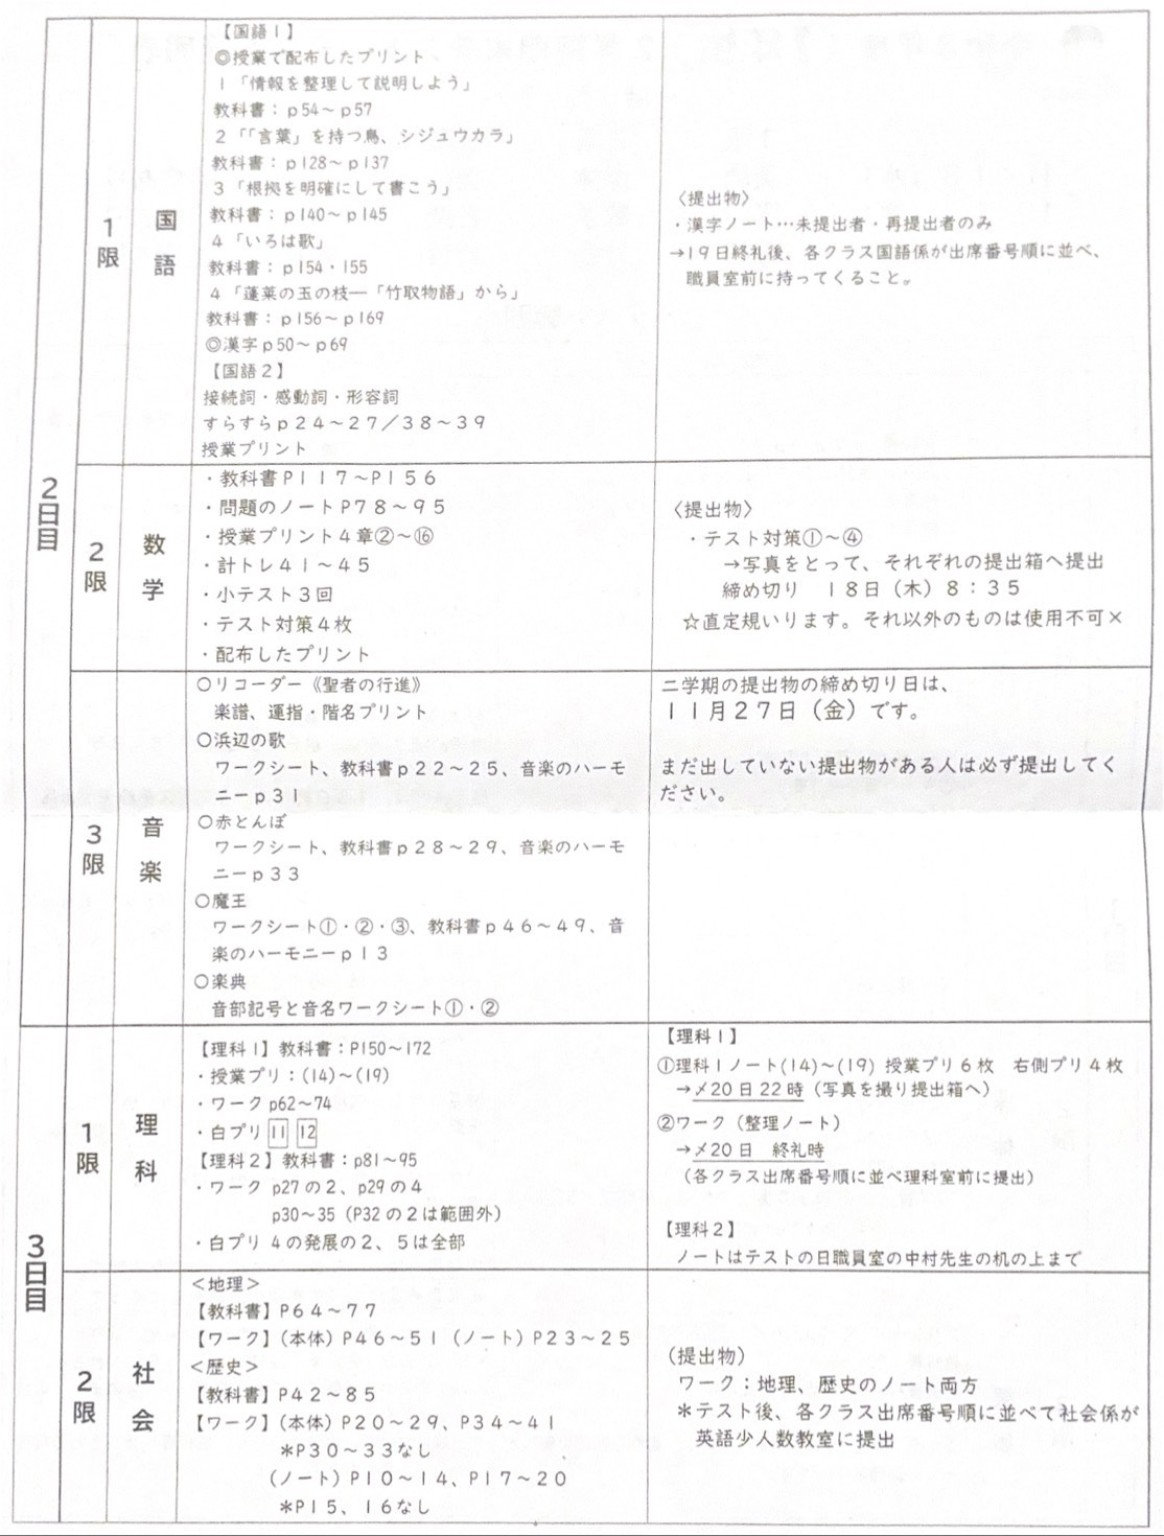 2日目
1限
国語
【国語1】
◎授業で配布したプリント
1「情報を整理して説明しよう」
教科書：p54～p57
2「「言葉」を持つ鳥、シジュウカラ」
教科書：p128～p137
3「根拠を明確にして書こう」
教科書：p140～p145
4「いろは歌」
教科書：p154・155
4「蓬莱の玉の枝―「竹取物語」から」
教科書：p156～p169
◎漢字p50～p69
【国語2】
接続詞・感動詞・形容詞
すらすらp24～27／38～39
授業プリント
〈提出物〉
・漢字ノート…未提出者・再提出者のみ
→19日終礼後、各クラス国語係が出席番号順に並べ、
職員室前に持ってくること。
2限
数学
・教科書P117～P156
・問題のノートP78～95
・授業プリント4章②～⑯
・計トレ41～45
・小テスト3回
・テスト対策4枚
・配布したプリント
〈提出物〉
・テスト対策①～④
→写真をとって、それぞれの提出箱へ提出
締め切り　18日（木）8：35
☆直定規いります。それ以外のものは使用不可×
3限
音楽
○リコーダー《聖者の行進》
楽譜、運指・階名プリント
○浜辺の歌
ワークシート、教科書p22～25、音楽のハーモ
ニーp31
○赤とんぼ
ワークシート、教科書p28～29、音楽のハーモ
ニーp33
○魔王
ワークシート①・②・③、教科書p46～49、音
楽のハーモニーp13
○楽典
音部記号と音名ワークシート①・②
二学期の提出物の締め切り日は、
11月27日（金）です。
まだ出していない提出物がある人は必ず提出してく
ださい。
3日目
1限
理科
【理科1】教科書：P150～172
・授業プリ：(14)～(19)
・ワーク p62～74
・白プリ 11 12
【理科2】教科書：p81～95
・ワーク p27の2、p29の4
p30～35（P32の2は範囲外）
・白プリ 4の発展の2、5は全部
【理科1】
①理科1ノート(14)～(19) 授業プリ6枚　右側プリ4枚
→〆20日22時（写真を撮り提出箱へ）
②ワーク（整理ノート）
→〆20日　終礼時
（各クラス出席番号順に並べ理科室前に提出）
【理科2】
ノートはテストの日職員室の中村先生の机の上まで
2限
社会
＜地理＞
【教科書】P64～77
【ワーク】（本体）P46～51（ノート）P23～25
＜歴史＞
【教科書】P42～85
【ワーク】（本体）P20～29、P34～41
＊P30～33なし
（ノート）P10～14、P17～20
＊P15、16なし
（提出物）
ワーク：地理、歴史のノート両方
＊テスト後、各クラス出席番号順に並べて社会係が
英語少人数教室に提出